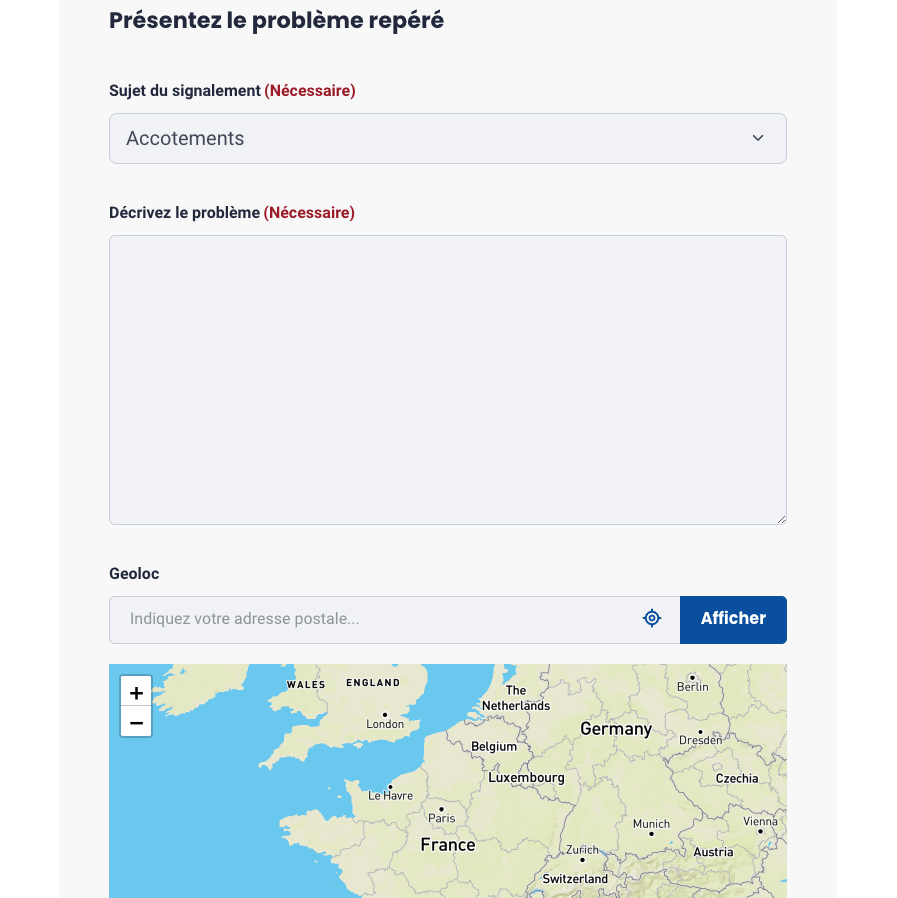 Présentez le problème repéré
Sujet du signalement (Nécessaire)
Accotements
Décrivez le problème (Nécessaire)
Geoloc
Indiquez votre adresse postale...
Afficher
+
−
WALES
ENGLAND
London
The
Netherlands
Berlin
Germany
Dresden
Belgium
Luxembourg
Czechia
Le Havre
Paris
Munich
Vienna
France
Zurich
Austria
Switzerland